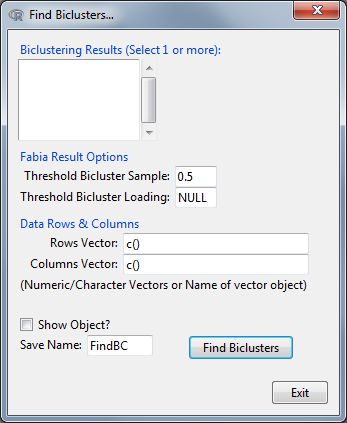 Find Biclusters...
Biclustering Results (Select 1 or more):
Fabia Result Options
Threshold Bicluster Sample: 0.5
Threshold Bicluster Loading: NULL
Data Rows & Columns
Rows Vector: c()
Columns Vector: c()
(Numeric/Character Vectors or Name of vector object)
Show Object?
Save Name: FindBC Find Biclusters
Exit